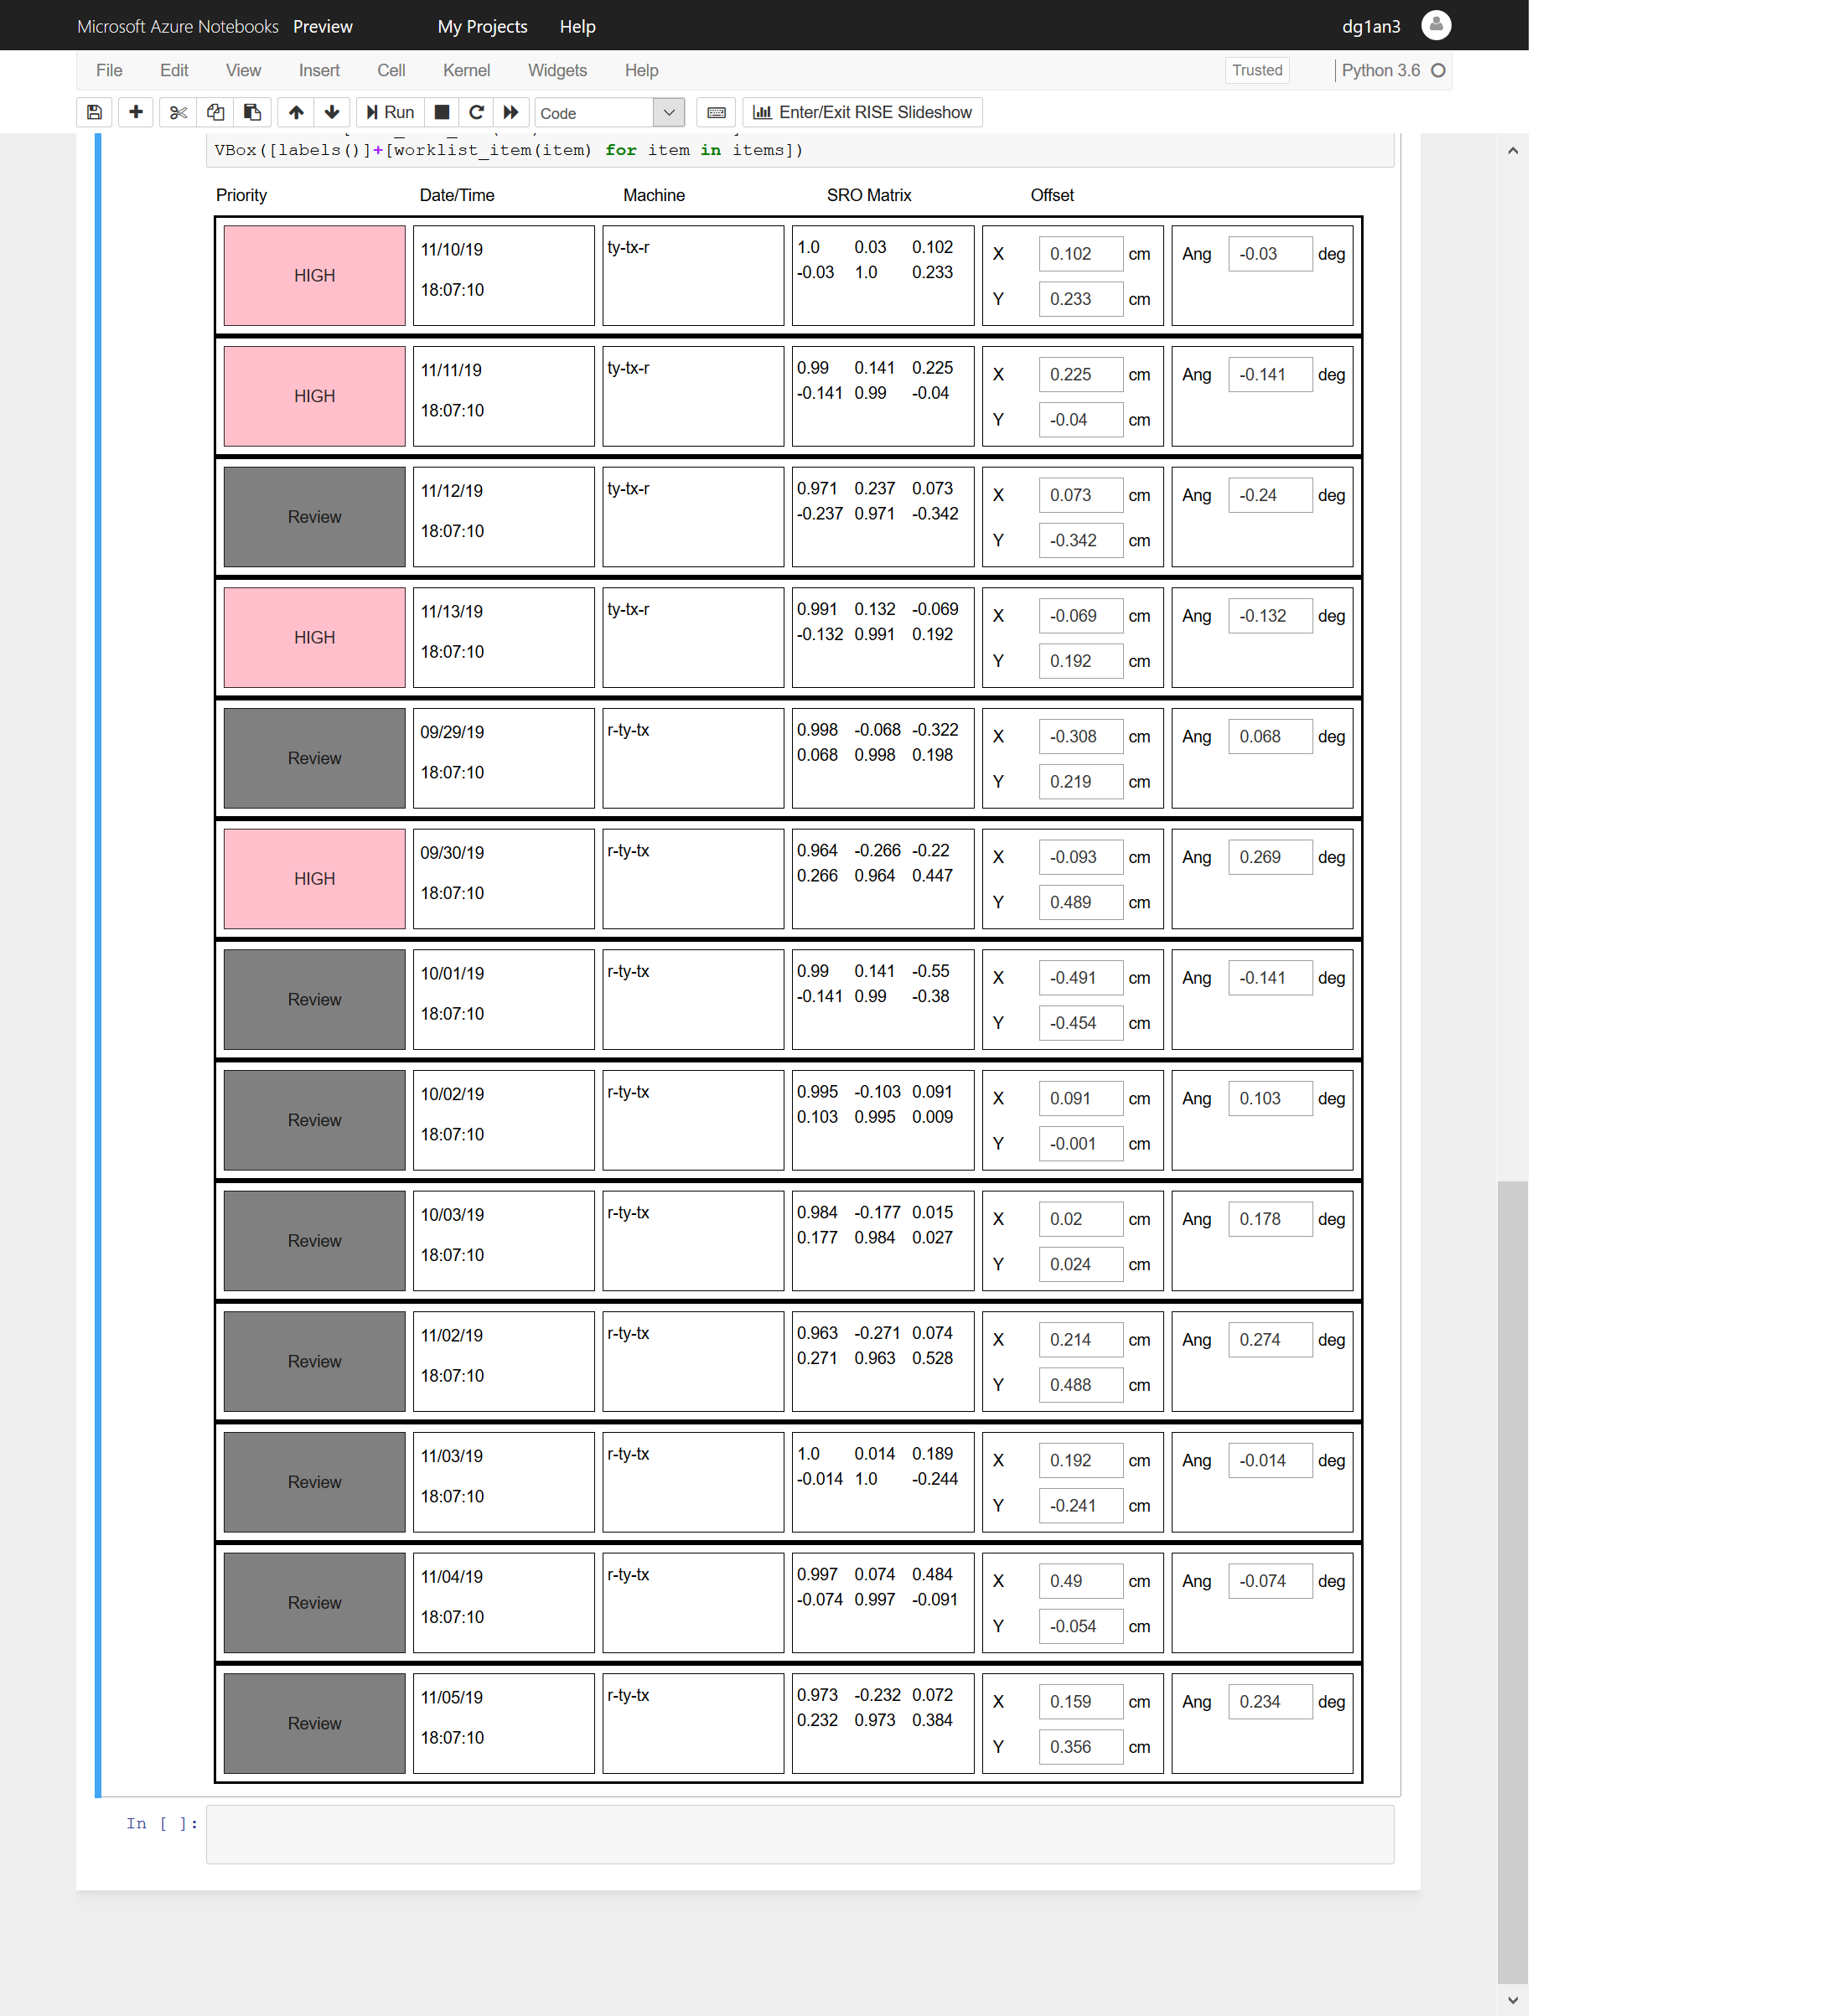 Microsoft Azure Notebooks Preview My Projects Help dg1an3
File Edit View Insert Cell Kernel Widgets Help Trusted Python 3.6
Run Code Enter/Exit RISE Slideshow
VBox([labels()]+[worklist_item(item) for item in items])
Priority Date/Time Machine SRO Matrix Offset
HIGH
11/10/19
18:07:10
ty-tx-r
1.0 0.03 0.102
-0.03 1.0 0.233
X 0.102 cm
Y 0.233 cm
Ang -0.03 deg
HIGH
11/11/19
18:07:10
ty-tx-r
0.99 0.141 0.225
-0.141 0.99 -0.04
X 0.225 cm
Y -0.04 cm
Ang -0.141 deg
Review
11/12/19
18:07:10
ty-tx-r
0.971 0.237 0.073
-0.237 0.971 -0.342
X 0.073 cm
Y -0.342 cm
Ang -0.24 deg
HIGH
11/13/19
18:07:10
ty-tx-r
0.991 0.132 -0.069
-0.132 0.991 0.192
X -0.069 cm
Y 0.192 cm
Ang -0.132 deg
Review
09/29/19
18:07:10
r-ty-tx
0.998 -0.068 -0.322
0.068 0.998 0.198
X -0.308 cm
Y 0.219 cm
Ang 0.068 deg
HIGH
09/30/19
18:07:10
r-ty-tx
0.964 -0.266 -0.22
0.266 0.964 0.447
X -0.093 cm
Y 0.489 cm
Ang 0.269 deg
Review
10/01/19
18:07:10
r-ty-tx
0.99 0.141 -0.55
-0.141 0.99 -0.38
X -0.491 cm
Y -0.454 cm
Ang -0.141 deg
Review
10/02/19
18:07:10
r-ty-tx
0.995 -0.103 0.091
0.103 0.995 0.009
X 0.091 cm
Y -0.001 cm
Ang 0.103 deg
Review
10/03/19
18:07:10
r-ty-tx
0.984 -0.177 0.015
0.177 0.984 0.027
X 0.02 cm
Y 0.024 cm
Ang 0.178 deg
Review
11/02/19
18:07:10
r-ty-tx
0.963 -0.271 0.074
0.271 0.963 0.528
X 0.214 cm
Y 0.488 cm
Ang 0.274 deg
Review
11/03/19
18:07:10
r-ty-tx
1.0 0.014 0.189
-0.014 1.0 -0.244
X 0.192 cm
Y -0.241 cm
Ang -0.014 deg
Review
11/04/19
18:07:10
r-ty-tx
0.997 0.074 0.484
-0.074 0.997 -0.091
X 0.49 cm
Y -0.054 cm
Ang -0.074 deg
Review
11/05/19
18:07:10
r-ty-tx
0.973 -0.232 0.072
0.232 0.973 0.384
X 0.159 cm
Y 0.356 cm
Ang 0.234 deg
In [ ]: